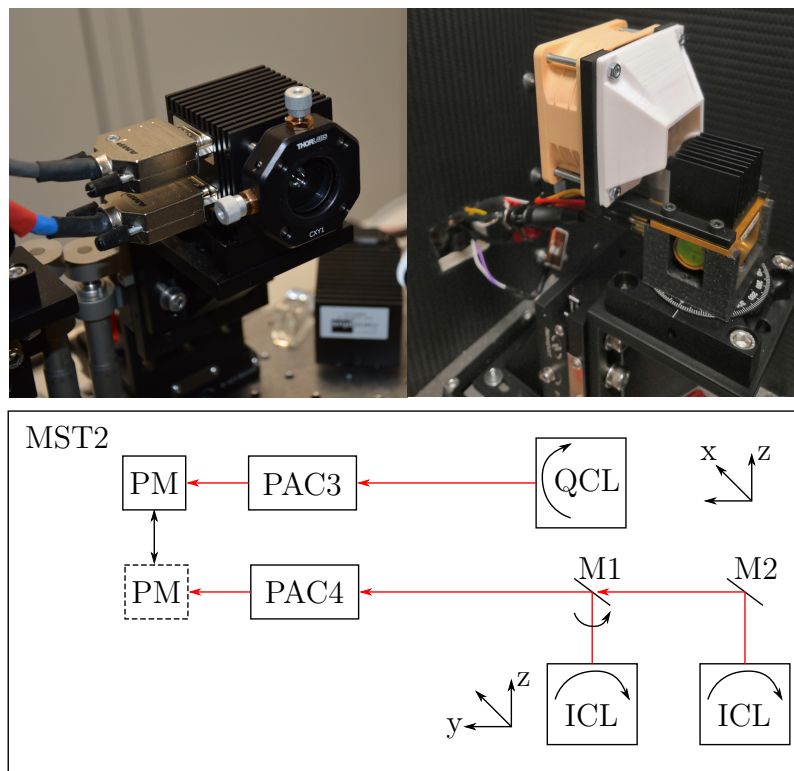 THORLABS
CXY1
MST2
PM
PAC3
QCL
x
z
PM
PAC4
M1
M2
y
z
ICL
ICL